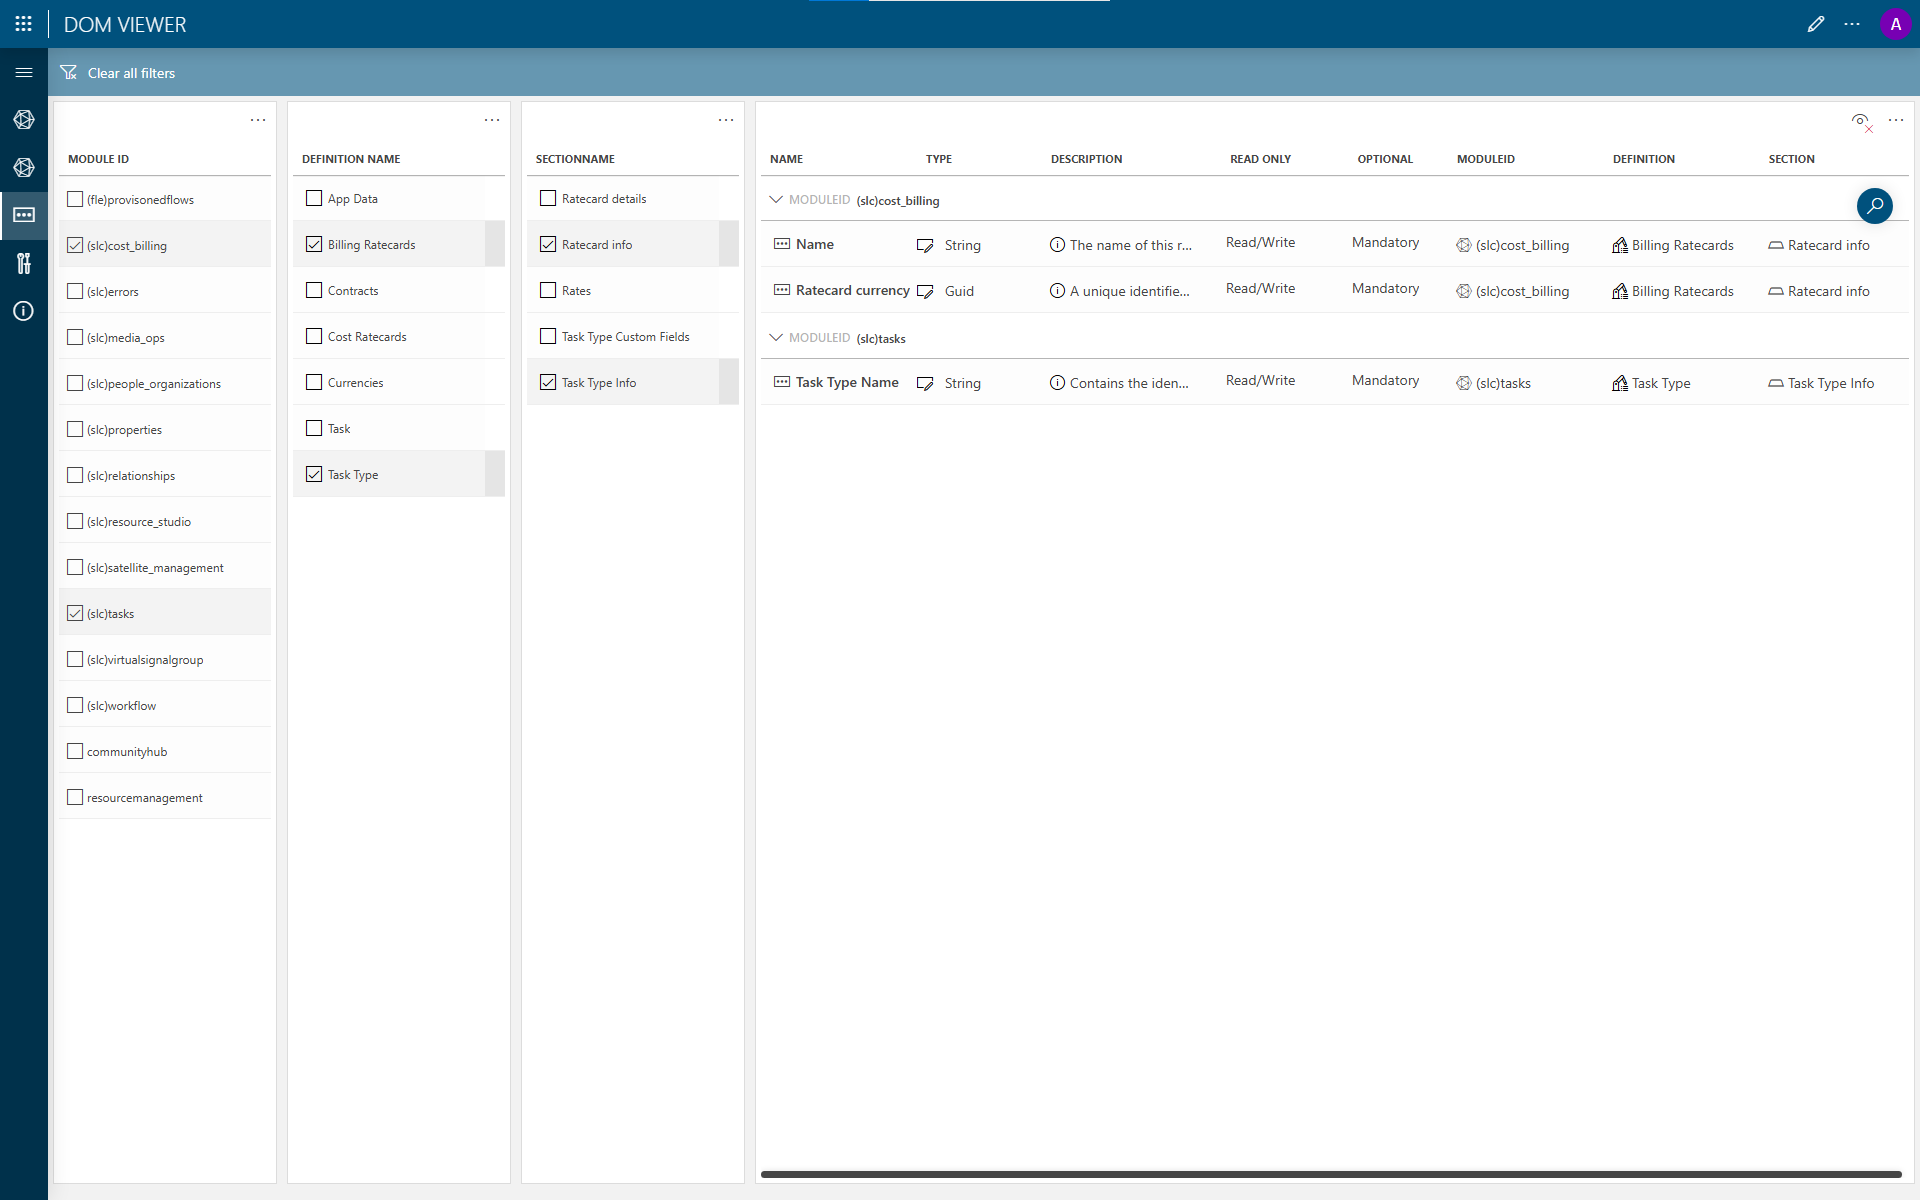 DOM VIEWER
A
Clear all filters
MODULE ID
(fle)provisonedflows
(slc)cost_billing
(slc)errors
(slc)media_ops
(slc)people_organizations
(slc)properties
(slc)relationships
(slc)resource_studio
(slc)satellite_management
(slc)tasks
(slc)virtualsignalgroup
(slc)workflow
communityhub
resourcemanagement
DEFINITION NAME
App Data
Billing Ratecards
Contracts
Cost Ratecards
Currencies
Task
Task Type
SECTIONNAME
Ratecard details
Ratecard info
Rates
Task Type Custom Fields
Task Type Info
NAME TYPE DESCRIPTION READ ONLY OPTIONAL MODULEID DEFINITION SECTION
MODULEID (slc)cost_billing
Name String The name of this r... Read/Write Mandatory (slc)cost_billing Billing Ratecards Ratecard info
Ratecard currency Guid A unique identifie... Read/Write Mandatory (slc)cost_billing Billing Ratecards Ratecard info
MODULEID (slc)tasks
Task Type Name String Contains the iden... Read/Write Mandatory (slc)tasks Task Type Task Type Info